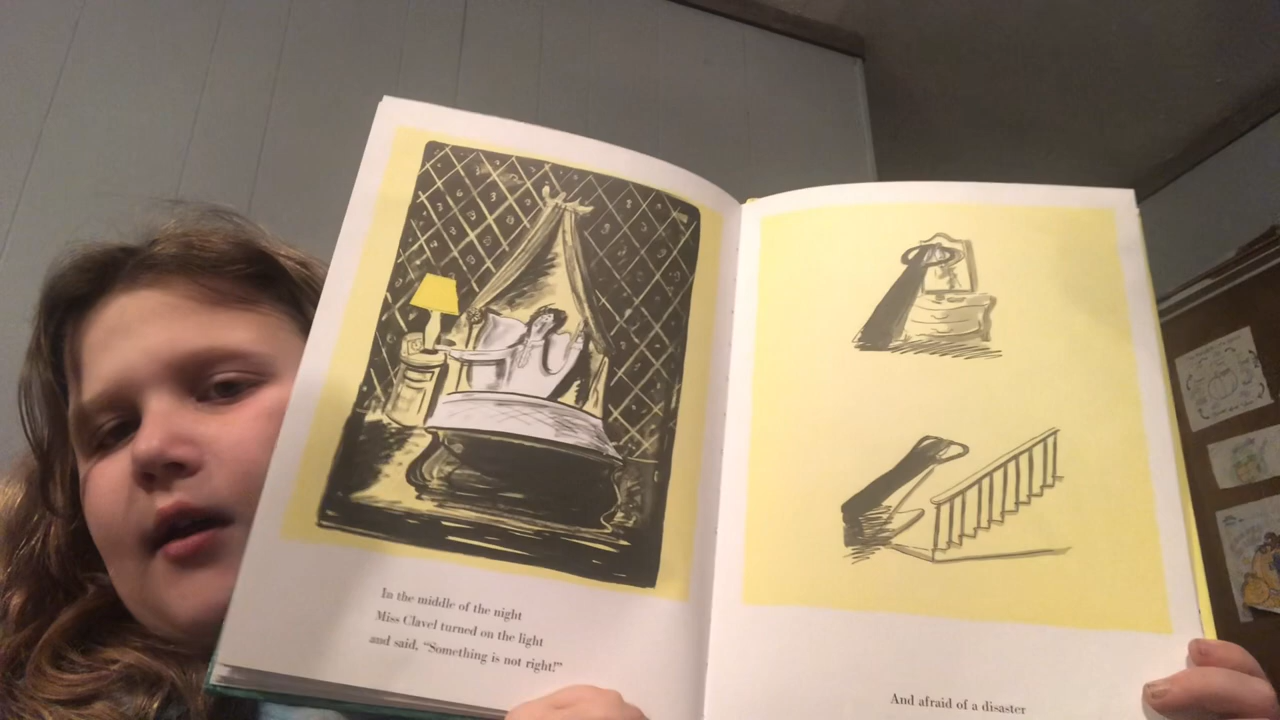 In the middle of the night
Miss Clavel turned on the light
and said, “Something is not right!”
And afraid of a disaster